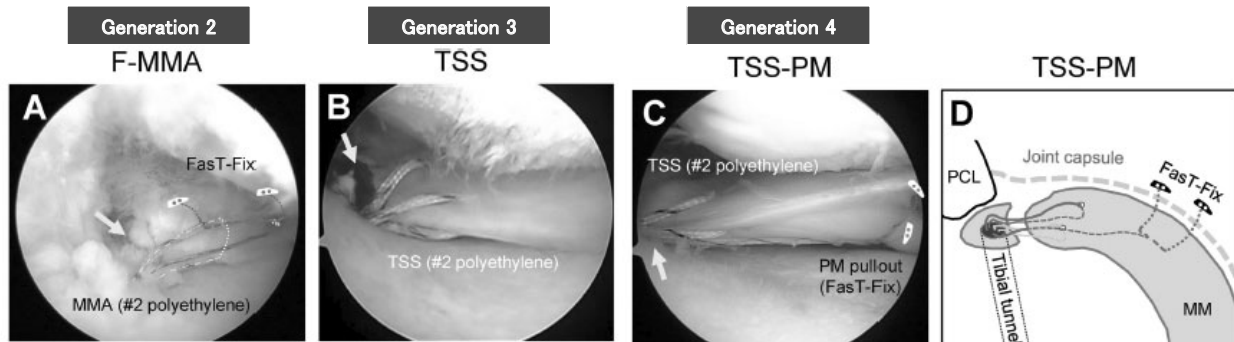 Generation 2
Generation 3
Generation 4
F-MMA
TSS
TSS-PM
TSS-PM
A
FasT-Fix
MMA (#2 polyethylene)
B
TSS (#2 polyethylene)
C
TSS (#2 polyethylene)
PM pullout
(FasT-Fix)
D
Joint capsule
PCL
FasT-Fix
Tibial tunnel
MM